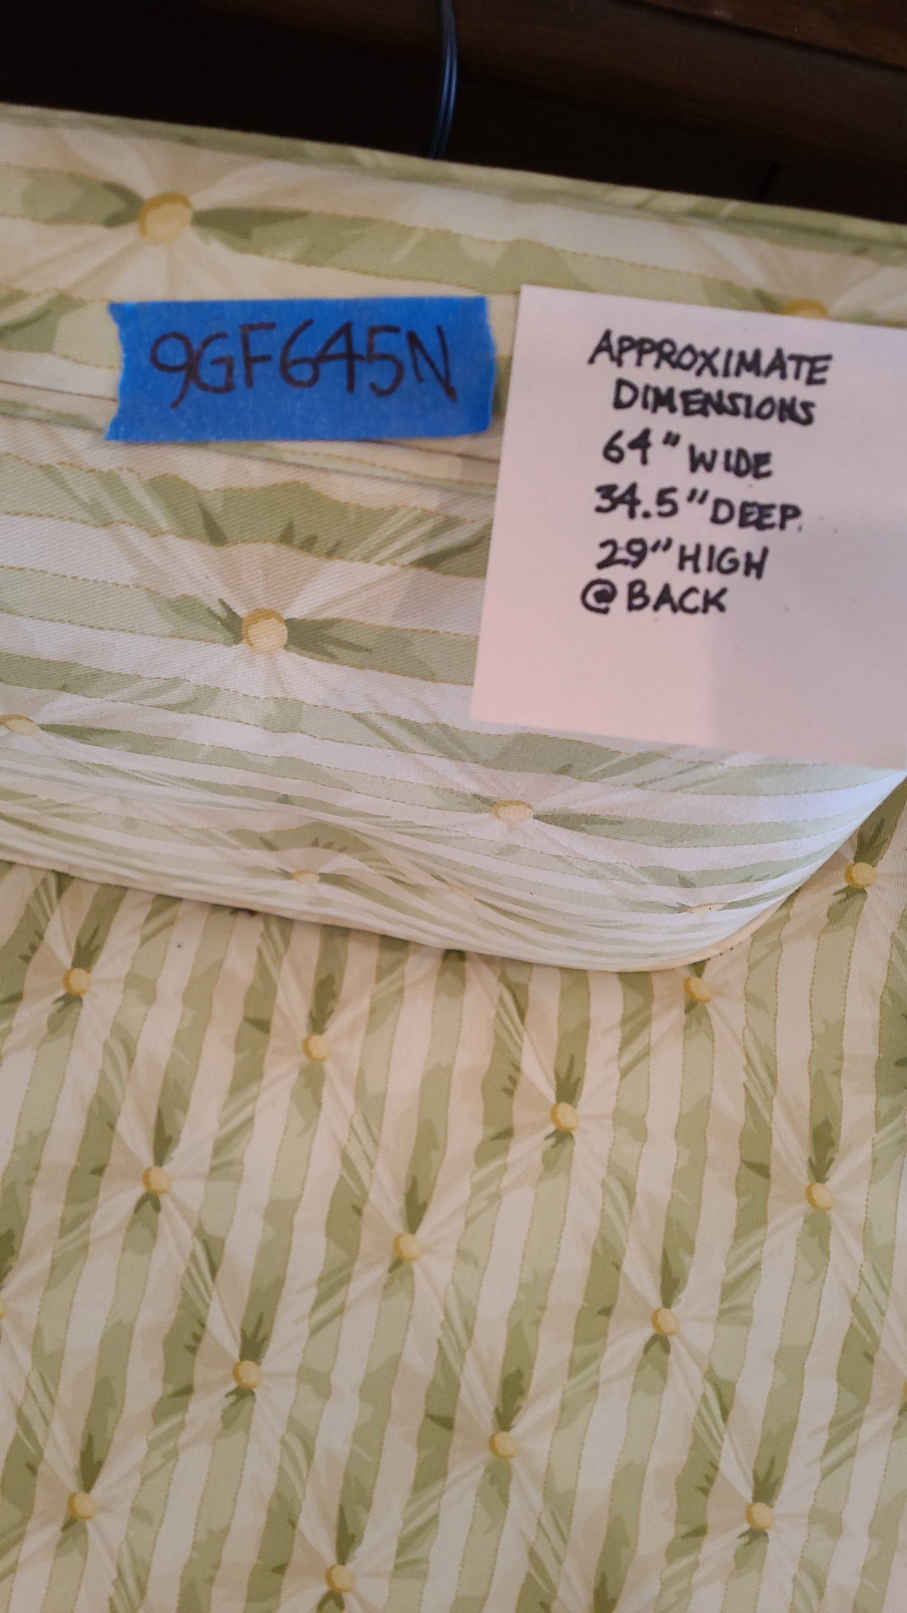 9GF645N
APPROXIMATE
DIMENSIONS
64" WIDE
34.5" DEEP
29" HIGH
@ BACK